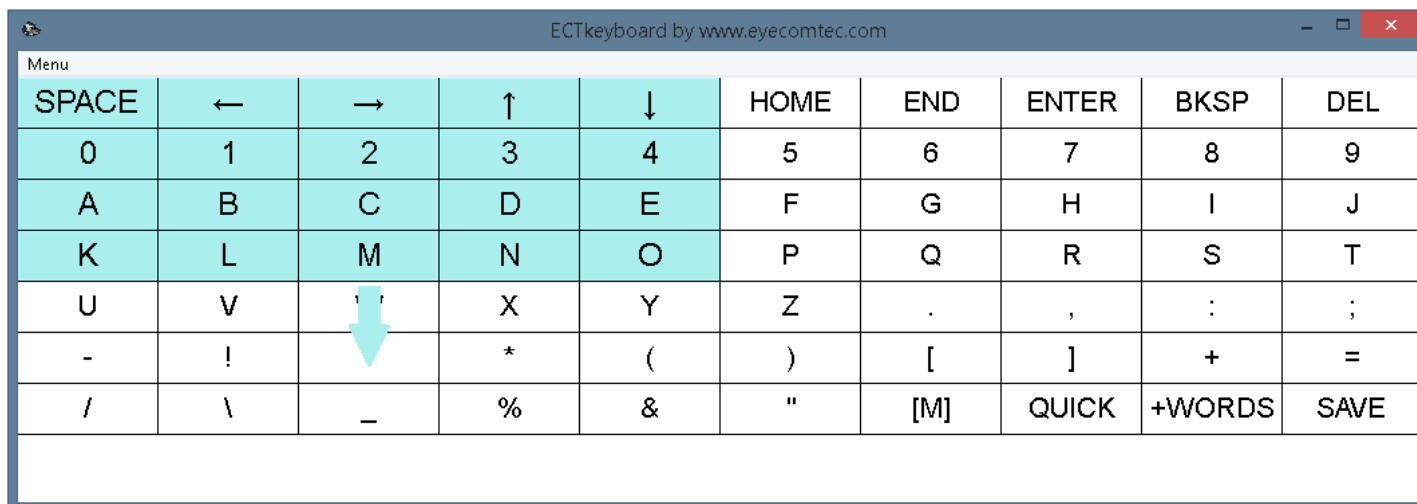 ECTkeyboard by www.eyecomtec.com
Menu
SPACE ← → ↑ ↓ HOME END ENTER BKSP DEL
0 1 2 3 4 5 6 7 8 9
A B C D E F G H I J
K L M N O P Q R S T
U V X Y Z . , : ;
- ! * ( ) [ ] + =
/ \ _ % & " [M] QUICK +WORDS SAVE